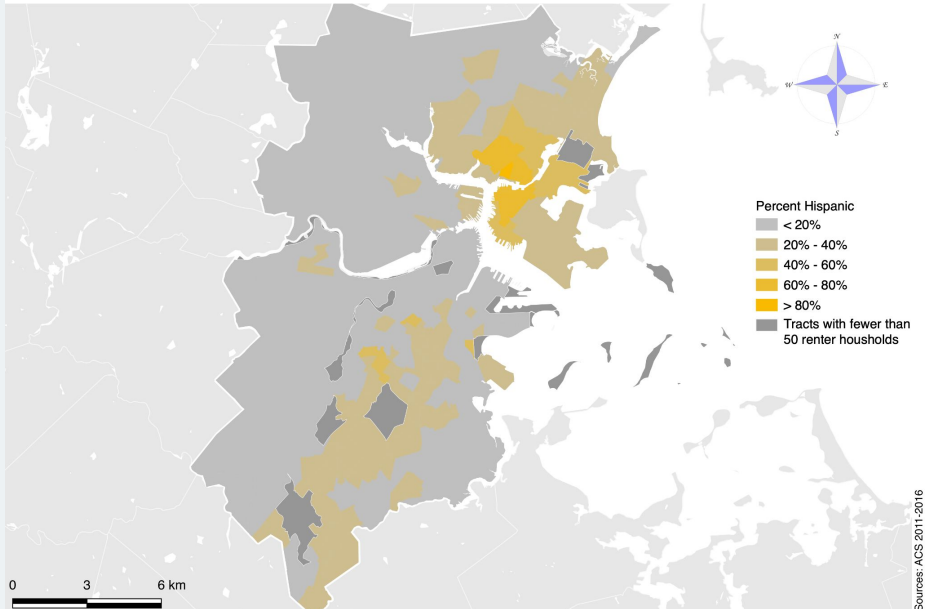 N
W
E
S
Percent Hispanic
< 20%
20% - 40%
40% - 60%
60% - 80%
> 80%
Tracts with fewer than
50 renter housholds
0 3 6 km
Sources: ACS 2011-2016